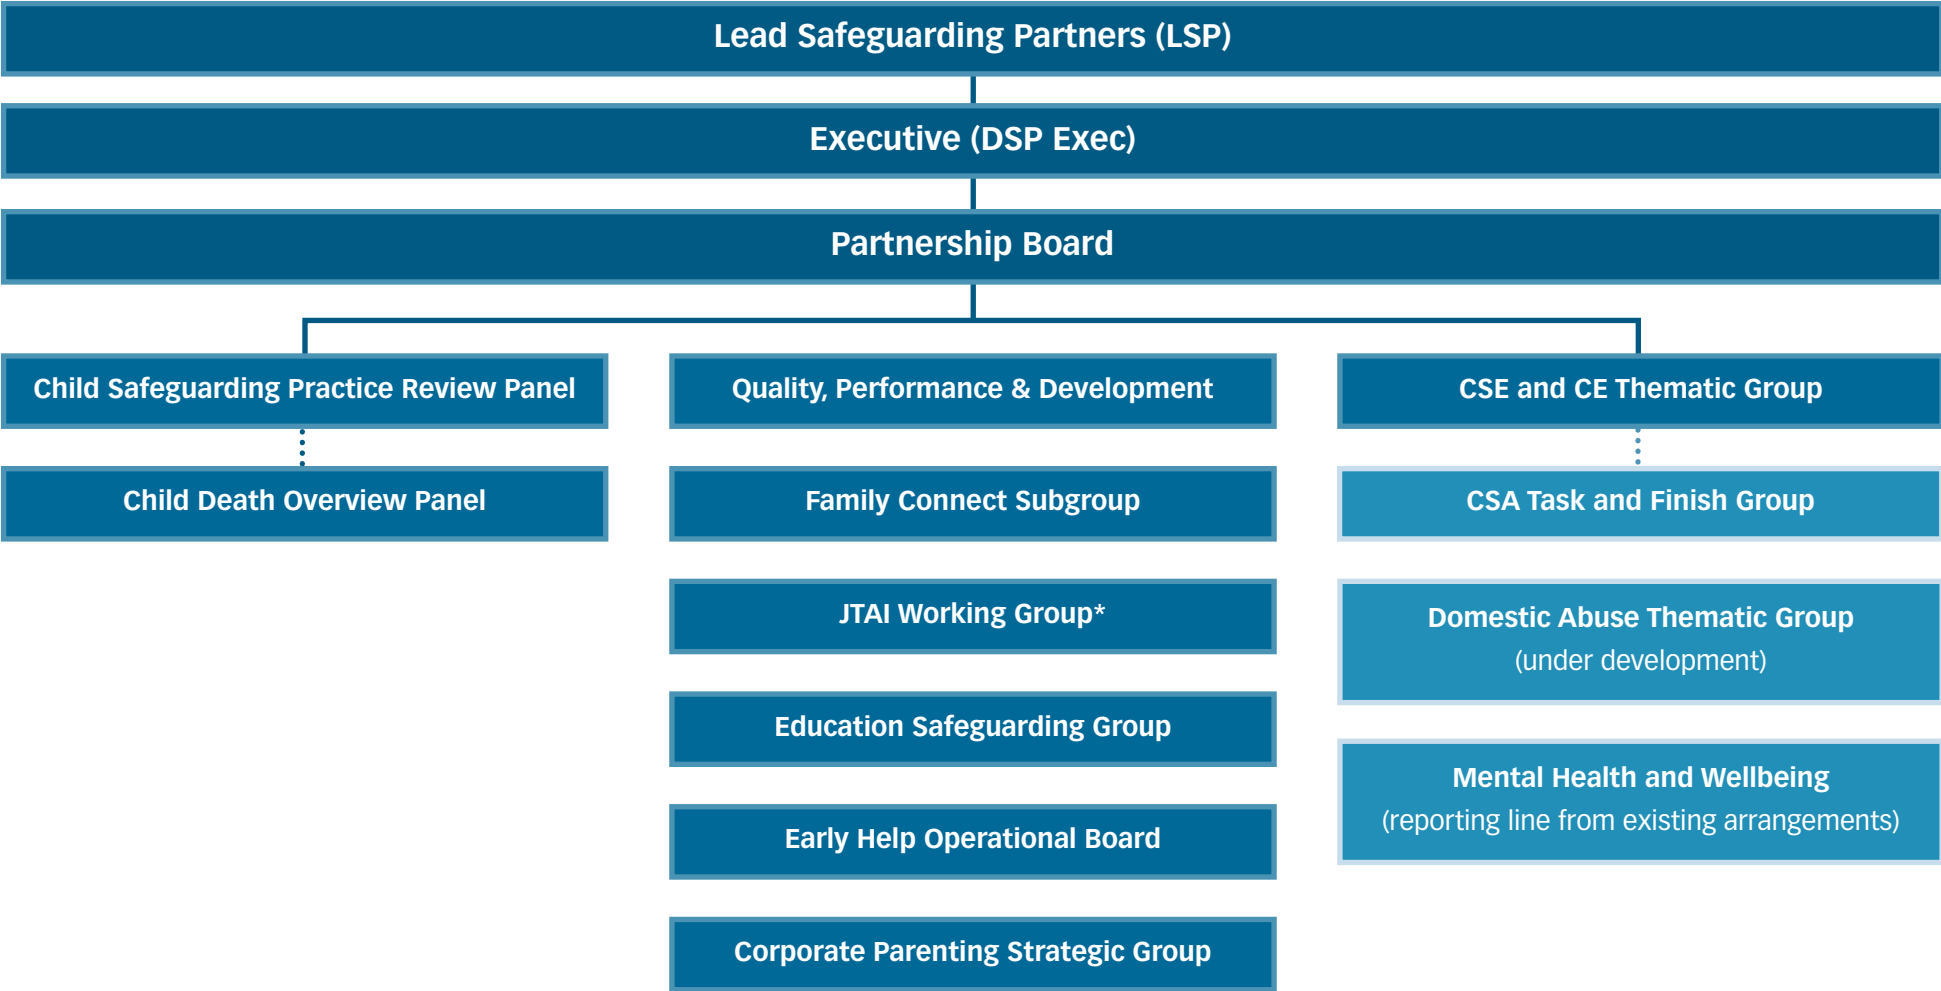 Lead Safeguarding Partners (LSP)
Executive (DSP Exec)
Partnership Board
Child Safeguarding Practice Review Panel
Child Death Overview Panel
Quality, Performance & Development
Family Connect Subgroup
JTAI Working Group*
Education Safeguarding Group
Early Help Operational Board
Corporate Parenting Strategic Group
CSE and CE Thematic Group
CSA Task and Finish Group
Domestic Abuse Thematic Group
(under development)
Mental Health and Wellbeing
(reporting line from existing arrangements)